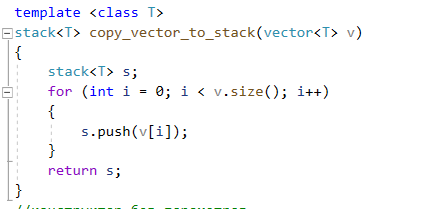 template <class T>
stack<T> copy_vector_to_stack(vector<T> v)
{
    stack<T> s;
    for (int i = 0; i < v.size(); i++)
    {
        s.push(v[i]);
    }
    return s;
}